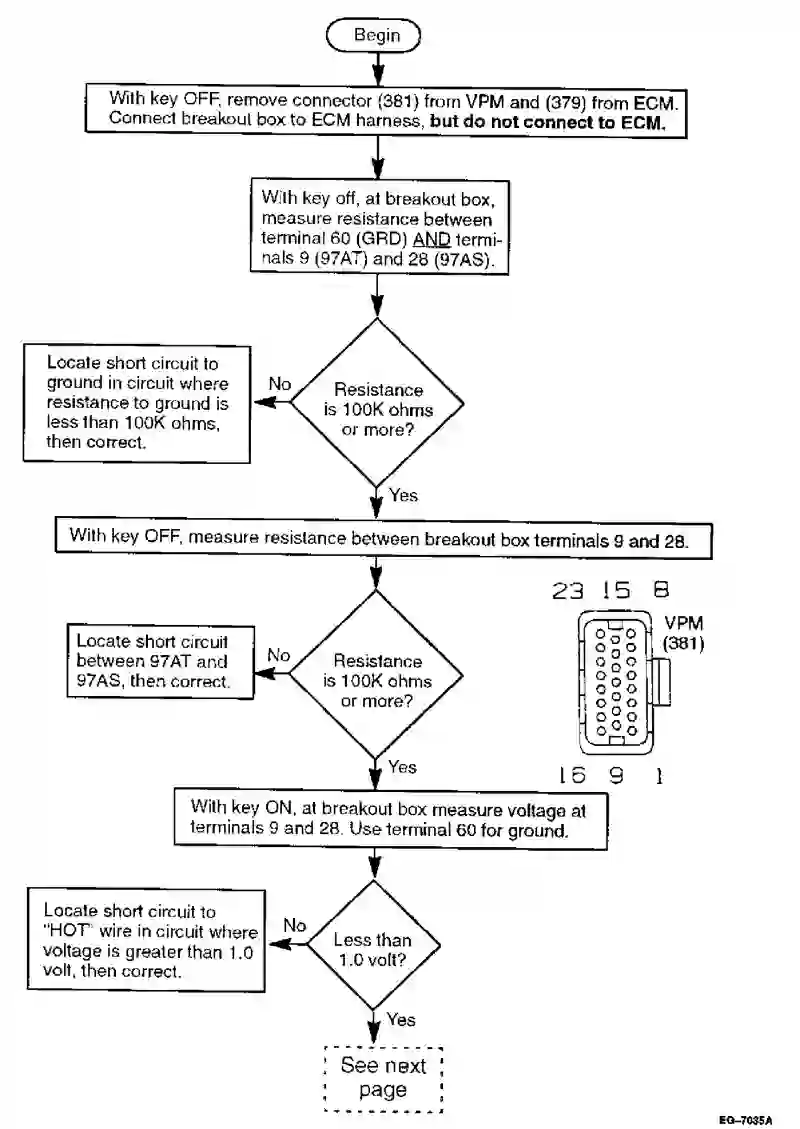 Begin
With key OFF, remove connector (381) from VPM and (379) from ECM.
Connect breakout box to ECM harness, but do not connect to ECM.
With key off, at breakout box,
measure resistance between
terminal 60 (GRD) AND termi-
nals 9 (97AT) and 28 (97AS).
Locate short circuit to
ground in circuit where
resistance to ground is
less than 100K ohms,
then correct.
No
Resistance
is 100K ohms
or more?
Yes
With key OFF, measure resistance between breakout box terminals 9 and 28.
23 15 8
VPM
(381)
16 9 1
Locate short circuit
between 97AT and
97AS, then correct.
No
Resistance
is 100K ohms
or more?
Yes
With key ON, at breakout box measure voltage at
terminals 9 and 28. Use terminal 60 for ground.
Locate short circuit to
"HOT" wire in circuit where
voltage is greater than 1.0
volt, then correct.
No
Less than
1.0 volt?
Yes
See next
page
EG-7035A